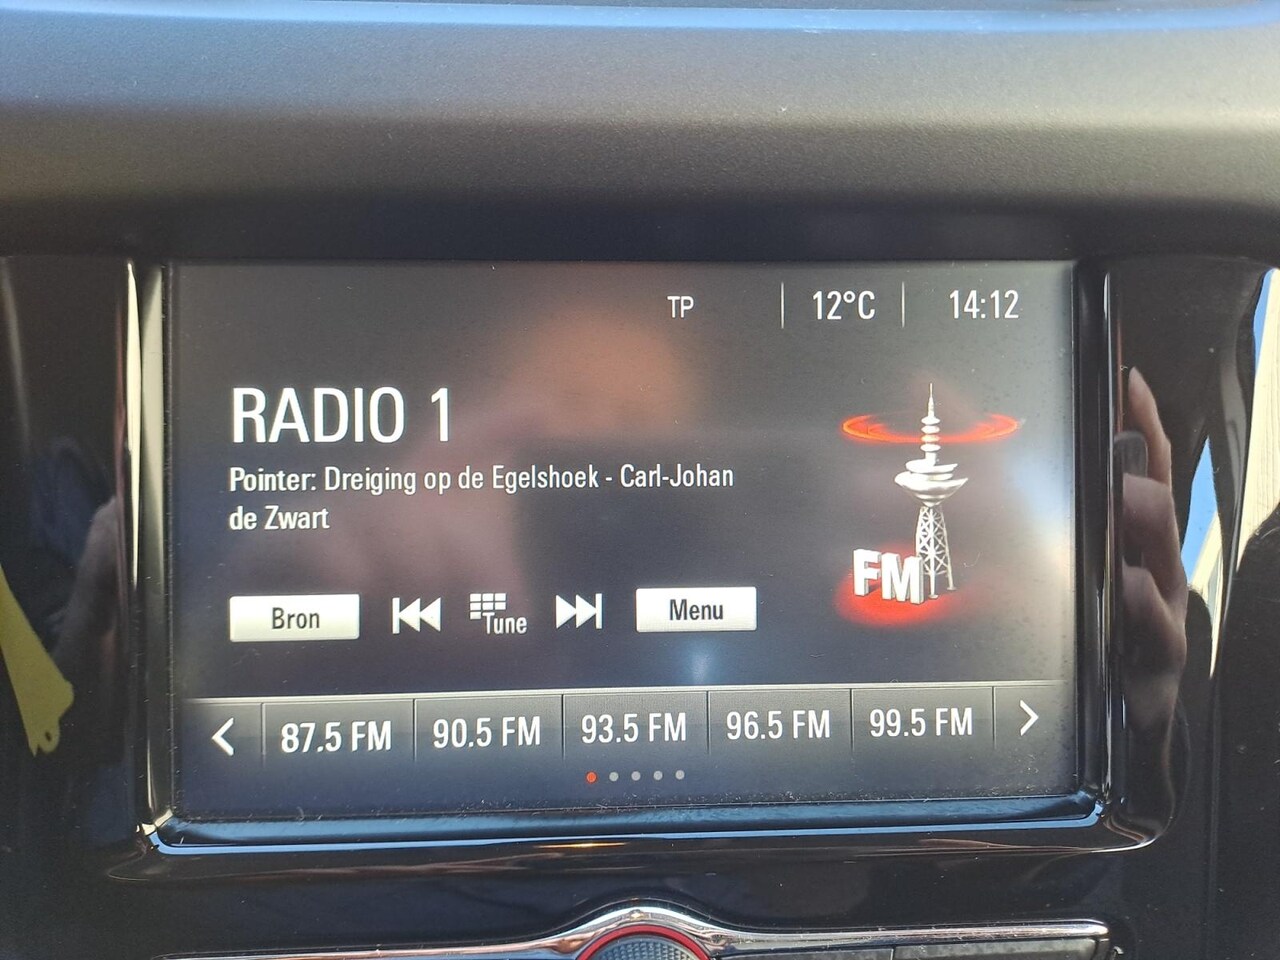 TP 12°C 14:12
RADIO 1
Pointer: Dreiging op de Egelshoek - Carl-Johan
de Zwart
FM
Bron Tune Menu
87.5 FM 90.5 FM 93.5 FM 96.5 FM 99.5 FM